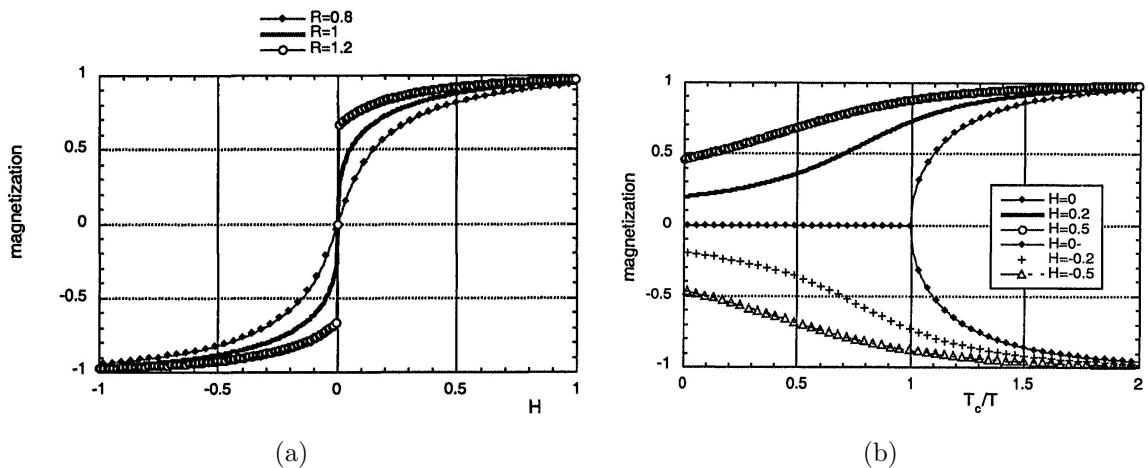 R=0.8
R=1
R=1.2
1
0.5
0
-0.5
-1
magnetization
-1
-0.5
0
0.5
1
H
(a)
1
0.5
0
-0.5
-1
magnetization
H=0
H=0.2
H=0.5
H=0-
H=-0.2
H=-0.5
0
0.5
1
1.5
2
T_c/T
(b)